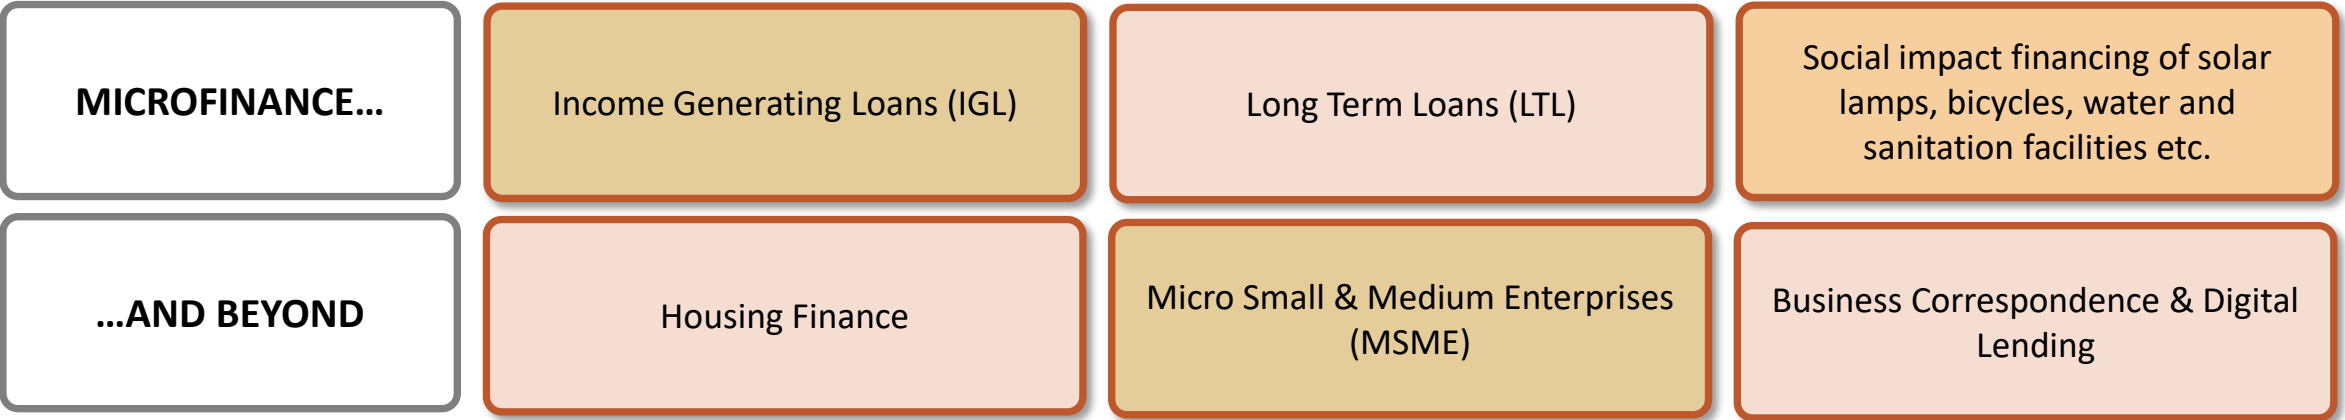 MICROFINANCE...
Income Generating Loans (IGL)
Long Term Loans (LTL)
Social impact financing of solar
lamps, bicycles, water and
sanitation facilities etc.
...AND BEYOND
Housing Finance
Micro Small & Medium Enterprises
(MSME)
Business Correspondence & Digital
Lending